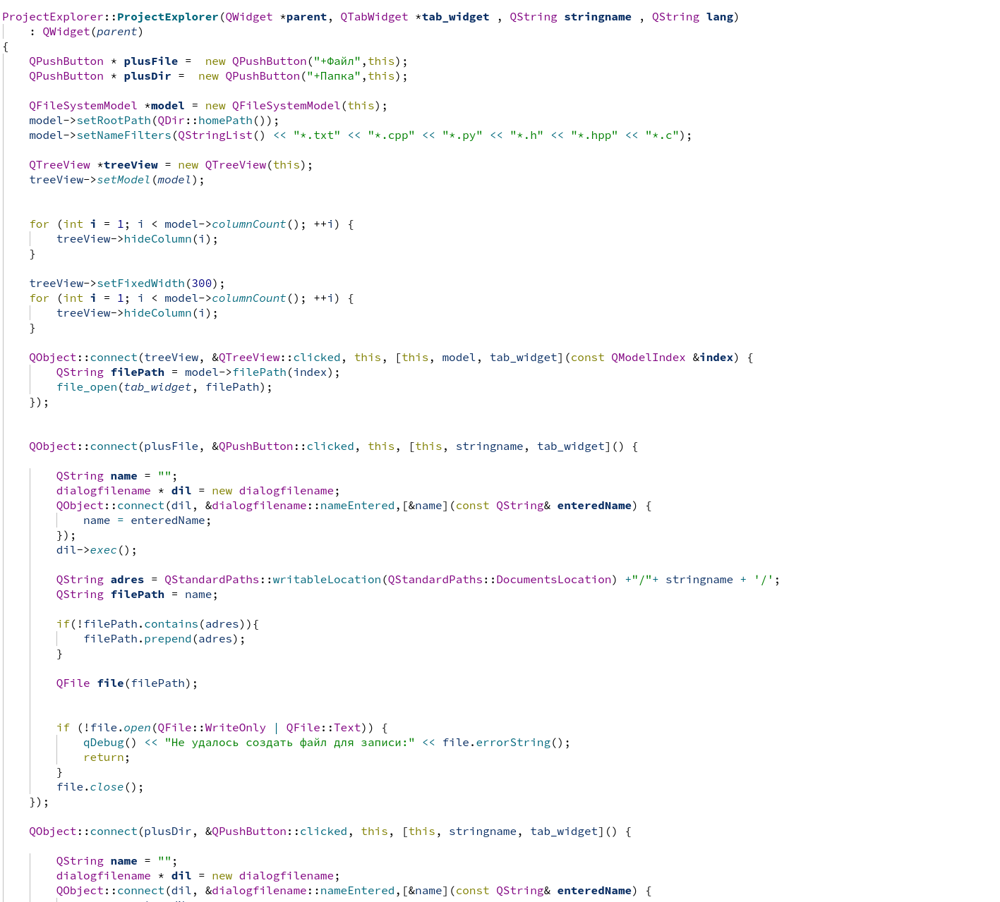 ProjectExplorer::ProjectExplorer(QWidget *parent, QTabWidget *tab_widget , QString stringname , QString lang)
    : QWidget(parent)
{
    QPushButton * plusFile =  new QPushButton("+Файл",this);
    QPushButton * plusDir =  new QPushButton("+Папка",this);

    QFileSystemModel *model = new QFileSystemModel(this);
    model->setRootPath(QDir::homePath());
    model->setNameFilters(QStringList() << "*.txt" << "*.cpp" << "*.py" << "*.h" << "*.hpp" << "*.c");

    QTreeView *treeView = new QTreeView(this);
    treeView->setModel(model);


    for (int i = 1; i < model->columnCount(); ++i) {
        treeView->hideColumn(i);
    }

    treeView->setFixedWidth(300);
    for (int i = 1; i < model->columnCount(); ++i) {
        treeView->hideColumn(i);
    }

    QObject::connect(treeView, &QTreeView::clicked, this, [this, model, tab_widget](const QModelIndex &index) {
        QString filePath = model->filePath(index);
        file_open(tab_widget, filePath);
    });


    QObject::connect(plusFile, &QPushButton::clicked, this, [this, stringname, tab_widget]() {

        QString name = "";
        dialogfilename * dil = new dialogfilename;
        QObject::connect(dil, &dialogfilename::nameEntered,[&name](const QString& enteredName) {
            name = enteredName;
        });
        dil->exec();

        QString adres = QStandardPaths::writableLocation(QStandardPaths::DocumentsLocation) +"/"+ stringname + '/';
        QString filePath = name;

        if(!filePath.contains(adres)){
            filePath.prepend(adres);
        }

        QFile file(filePath);


        if (!file.open(QFile::WriteOnly | QFile::Text)) {
            qDebug() << "Не удалось создать файл для записи:" << file.errorString();
            return;
        }
        file.close();
    });

    QObject::connect(plusDir, &QPushButton::clicked, this, [this, stringname, tab_widget]() {

        QString name = "";
        dialogfilename * dil = new dialogfilename;
        QObject::connect(dil, &dialogfilename::nameEntered,[&name](const QString& enteredName) {